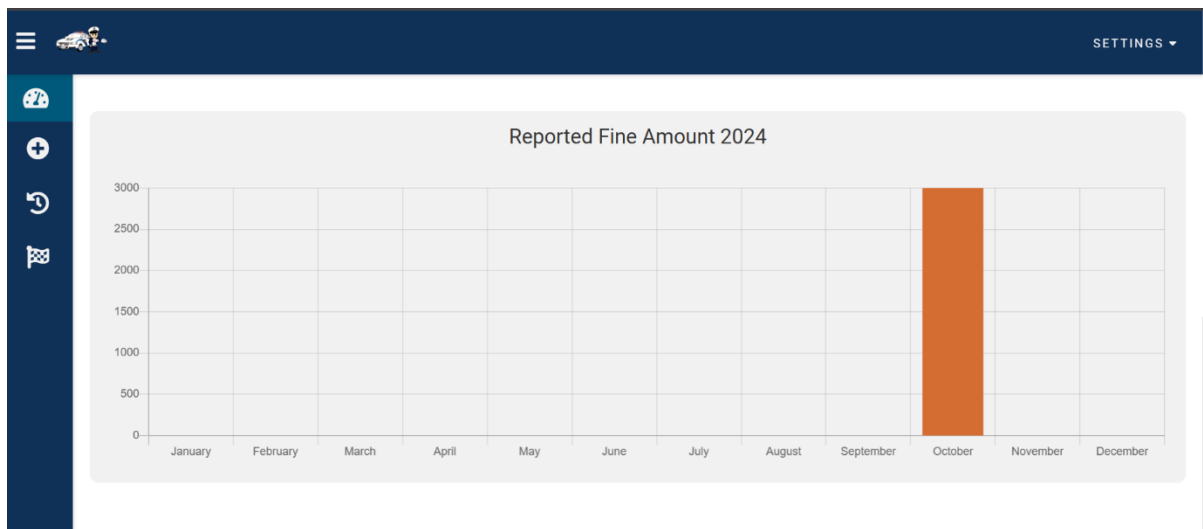 SETTINGS
Reported Fine Amount 2024
3000
2500
2000
1500
1000
500
0
January February March April May June July August September October November December